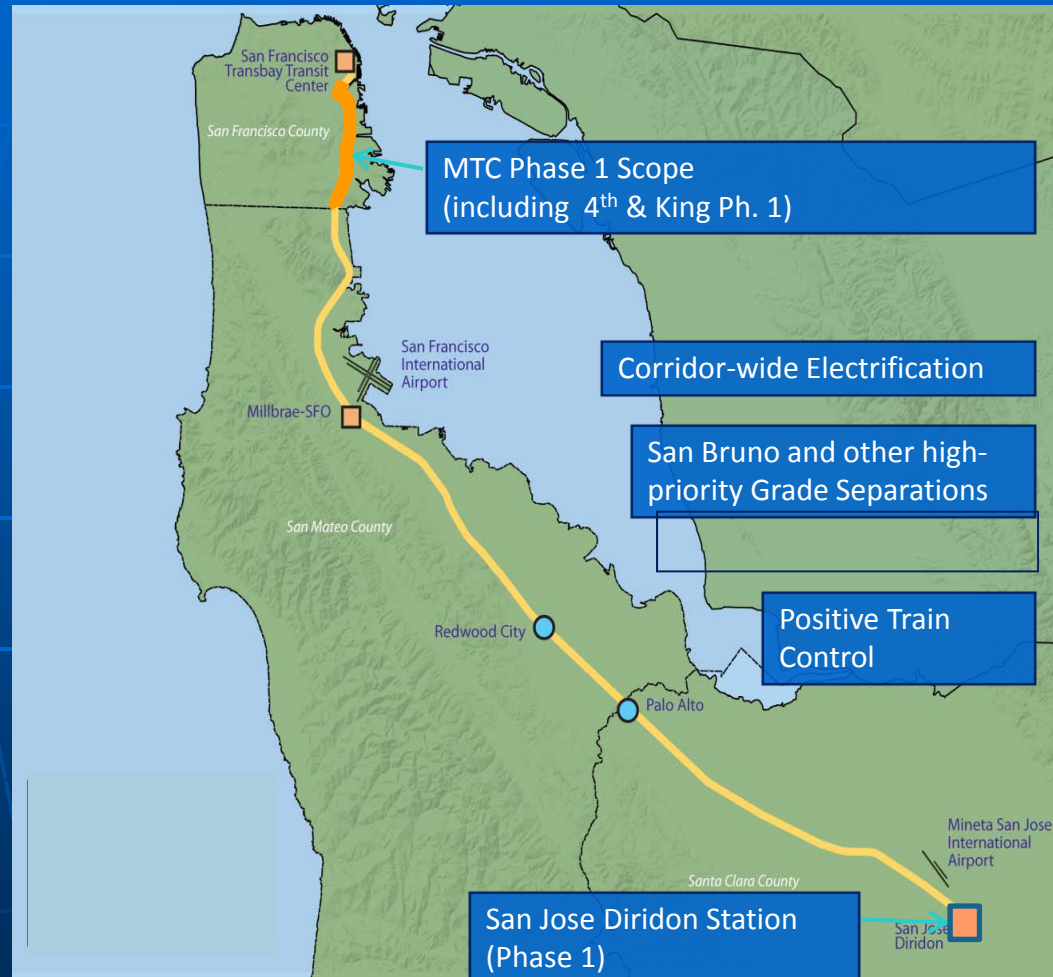 San Francisco
Transbay Transit
Center
San Francisco County
MTC Phase 1 Scope
(including 4th & King Ph. 1)
San Francisco
International
Airport
Corridor-wide Electrification
Millbrae-SFO
San Bruno and other high-
priority Grade Separations
San Mateo County
Positive Train
Control
Redwood City
Palo Alto
Mineta San Jose
International
Airport
Santa Clara County
San Jose Diridon Station
(Phase 1)
San Jose
Diridon